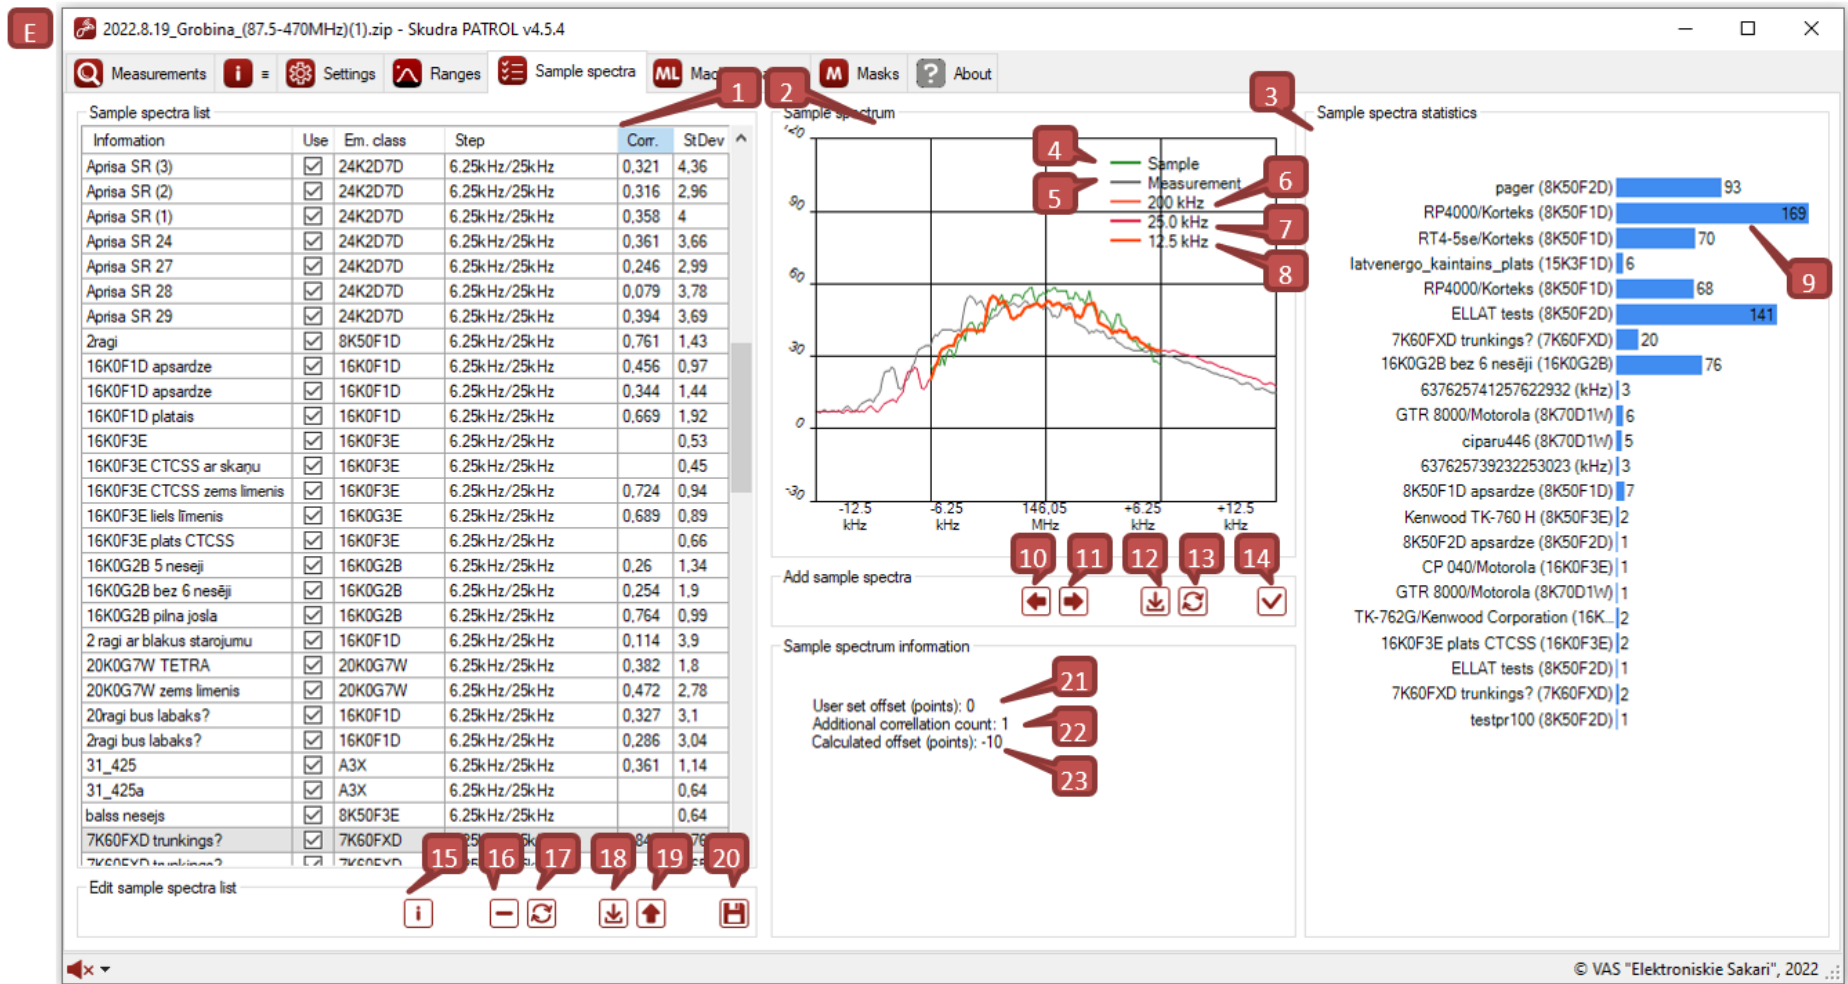 E
2022.8.19_Grobina_(87.5-470MHz)(1).zip - Skudra PATROL v4.5.4
Measurements i ≡ Settings Ranges Sample spectra ML M Masks ? About
1 2 3
Sample spectra list
Information Use Em. class Step Corr. StDev
Aprisa SR (3) 24K2D7D 6.25kHz/25kHz 0,321 4,36
Aprisa SR (2) 24K2D7D 6.25kHz/25kHz 0,316 2,96
Aprisa SR (1) 24K2D7D 6.25kHz/25kHz 0,358 4
Aprisa SR 24 24K2D7D 6.25kHz/25kHz 0,361 3,66
Aprisa SR 27 24K2D7D 6.25kHz/25kHz 0,246 2,99
Aprisa SR 28 24K2D7D 6.25kHz/25kHz 0,079 3,78
Aprisa SR 29 24K2D7D 6.25kHz/25kHz 0,394 3,69
2ragi 8K50F1D 6.25kHz/25kHz 0,761 1,43
16K0F1D apsardze 16K0F1D 6.25kHz/25kHz 0,456 0,97
16K0F1D apsardze 16K0F1D 6.25kHz/25kHz 0,344 1,44
16K0F1D platais 16K0F1D 6.25kHz/25kHz 0,669 1,92
16K0F3E 16K0F3E 6.25kHz/25kHz 0,53
16K0F3E CTCSS ar skaņu 16K0F3E 6.25kHz/25kHz 0,45
16K0F3E CTCSS zems limenis 16K0F3E 6.25kHz/25kHz 0,724 0,94
16K0F3E liels līmenis 16K0G3E 6.25kHz/25kHz 0,689 0,89
16K0F3E plats CTCSS 16K0F3E 6.25kHz/25kHz 0,66
16K0G2B 5 neseji 16K0G2B 6.25kHz/25kHz 0,26 1,34
16K0G2B bez 6 nesēji 16K0G2B 6.25kHz/25kHz 0,254 1,9
16K0G2B pilna josla 16K0G2B 6.25kHz/25kHz 0,764 0,99
2 ragi ar blakus starojumu 16K0F1D 6.25kHz/25kHz 0,114 3,9
20K0G7W TETRA 20K0G7W 6.25kHz/25kHz 0,382 1,8
20K0G7W zems limenis 20K0G7W 6.25kHz/25kHz 0,472 2,78
20ragi bus labaks? 16K0F1D 6.25kHz/25kHz 0,327 3,1
2ragi bus labaks? 16K0F1D 6.25kHz/25kHz 0,286 3,04
31_425 A3X 6.25kHz/25kHz 0,361 1,14
31_425a A3X 6.25kHz/25kHz 0,64
balss nesejs 8K50F3E 6.25kHz/25kHz 0,64
7K60FXD trunkings? 7K60FXD
7K60FXD trunkings? 7K60FXD
15 16 17 18 19 20
Edit sample spectra list
i
Sample spectrum
120
90
60
30
0
-30
4 Sample
5 Measurement
200 kHz 6
25.0 kHz 7
12.5 kHz 8
-12.5 -6.25 146,05 +6.25 +12.5
kHz kHz MHz kHz kHz
10 11 12 13 14
Add sample spectra
Sample spectrum information
21
User set offset (points): 0
Additional correllation count: 1 22
Calculated offset (points): -10
23
Sample spectra statistics
pager (8K50F2D) 93
RP4000/Korteks (8K50F1D) 169
RT4-5se/Korteks (8K50F1D) 70
latvenergo_kaintains_plats (15K3F1D) 6
9
RP4000/Korteks (8K50F1D) 68
ELLAT tests (8K50F2D) 141
7K60FXD trunkings? (7K60FXD) 20
16K0G2B bez 6 nesēji (16K0G2B) 76
637625741257622932 (kHz) 3
GTR 8000/Motorola (8K70D1W) 6
ciparu446 (8K70D1W) 5
637625739232253023 (kHz) 3
8K50F1D apsardze (8K50F1D) 7
Kenwood TK-760 H (8K50F3E) 2
8K50F2D apsardze (8K50F2D) 1
CP 040/Motorola (16K0F3E) 1
GTR 8000/Motorola (8K70D1W) 1
TK-762G/Kenwood Corporation (16K... 2
16K0F3E plats CTCSS (16K0F3E) 2
ELLAT tests (8K50F2D) 1
7K60FXD trunkings? (7K60FXD) 2
testpr100 (8K50F2D) 1
© VAS "Elektroniskie Sakari", 2022